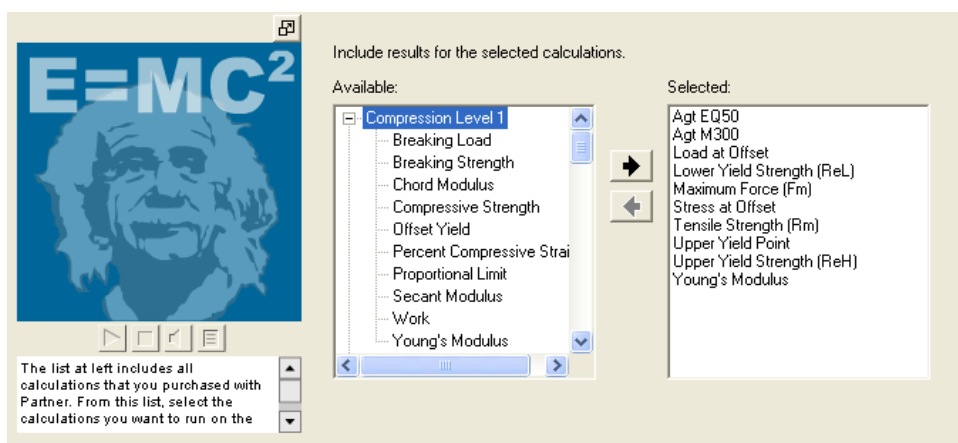 E=MC²
The list at left includes all
calculations that you purchased with
Partner. From this list, select the
calculations you want to run on the
Include results for the selected calculations.
Available:
Compression Level 1
Breaking Load
Breaking Strength
Chord Modulus
Compressive Strength
Offset Yield
Percent Compressive Strai
Proportional Limit
Secant Modulus
Work
Young's Modulus
Selected:
Agt EQ50
Agt M300
Load at Offset
Lower Yield Strength (ReL)
Maximum Force (Fm)
Stress at Offset
Tensile Strength (Rm)
Upper Yield Point
Upper Yield Strength (ReH)
Young's Modulus